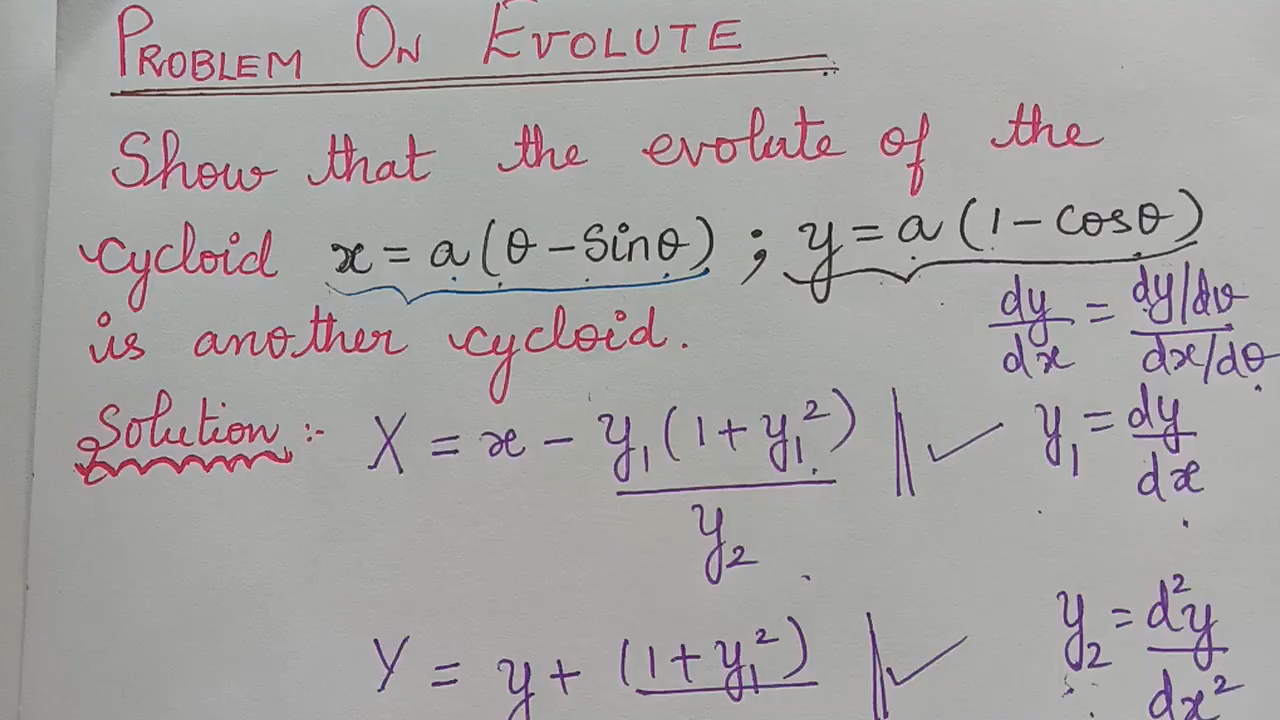 PROBLEM ON EVOLUTE
Show that the evolute of the
cycloid x = a(θ - Sinθ) ; y = a(1 - Cosθ)
is another cycloid.
dy/dx = (dy/dθ)/(dx/dθ)
Solution :- X = x - y₁(1 + y₁²)/y₂
y₁ = dy/dx
Y = y + (1 + y₁²)
y₂ = d²y/dx²